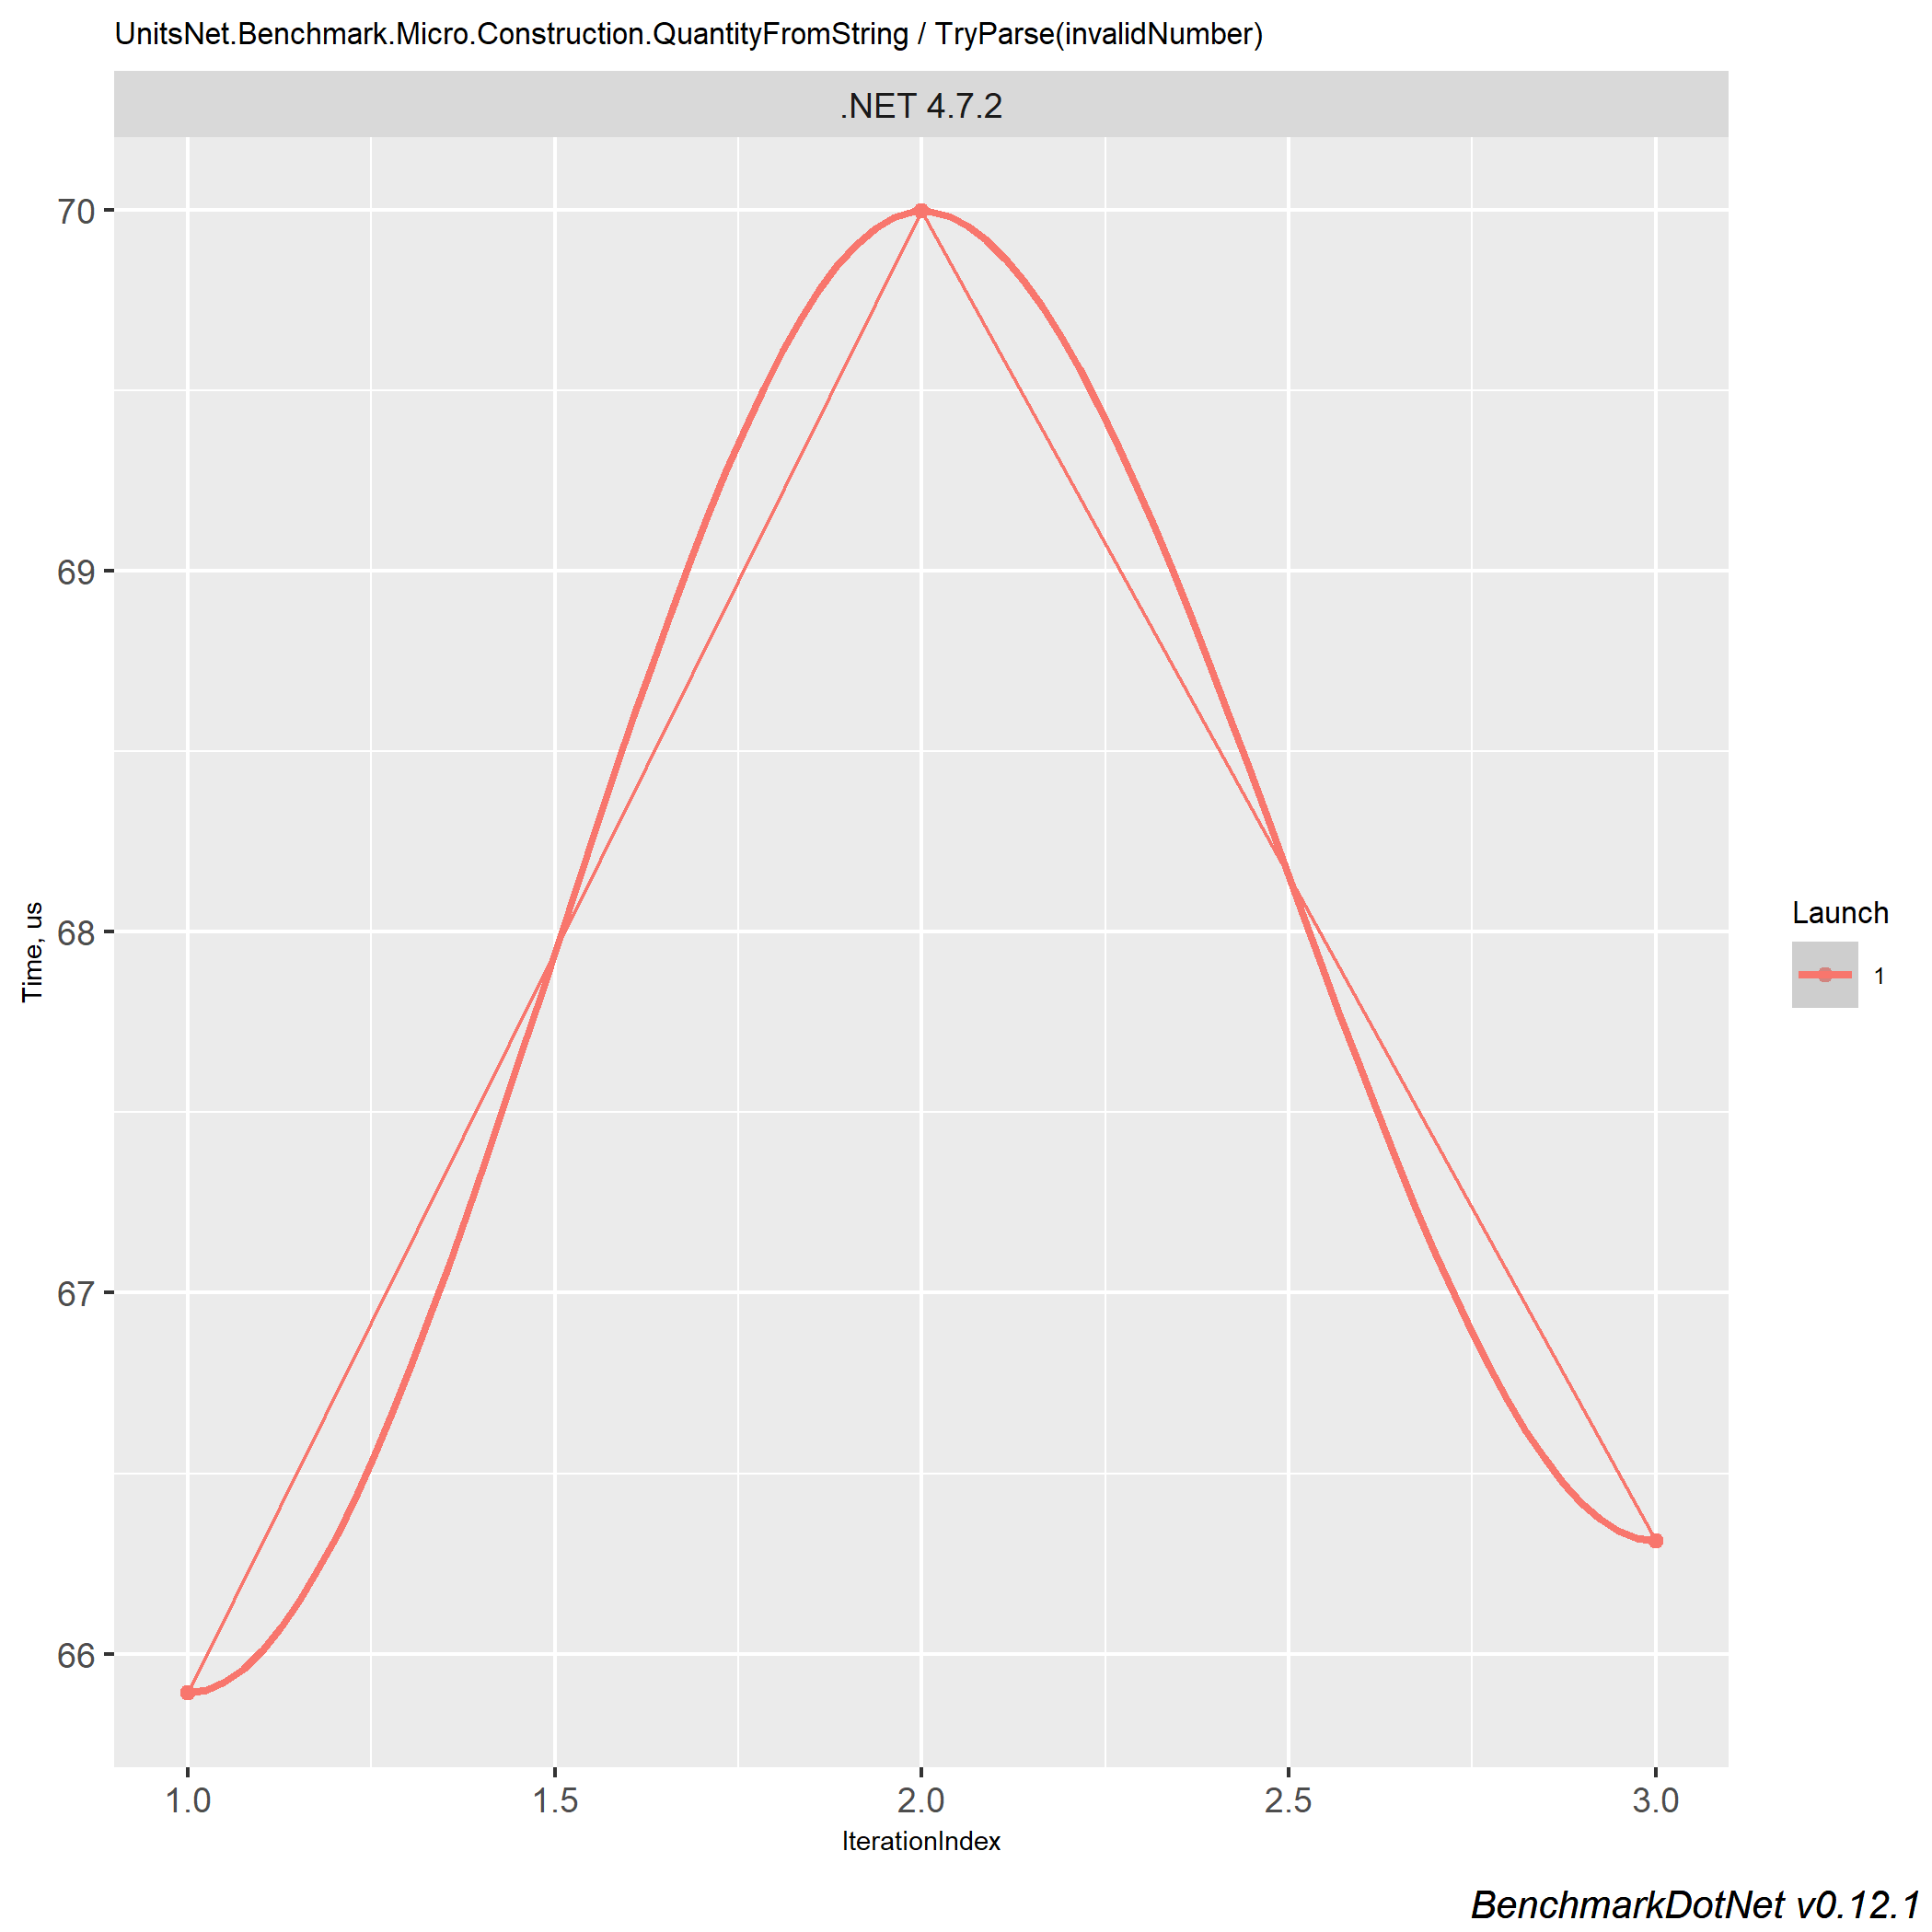 UnitsNet.Benchmark.Micro.Construction.QuantityFromString / TryParse(invalidNumber)
.NET 4.7.2
70
69
68
67
66
Time, us
1.0 1.5 2.0 2.5 3.0
IterationIndex
Launch
1
BenchmarkDotNet v0.12.1